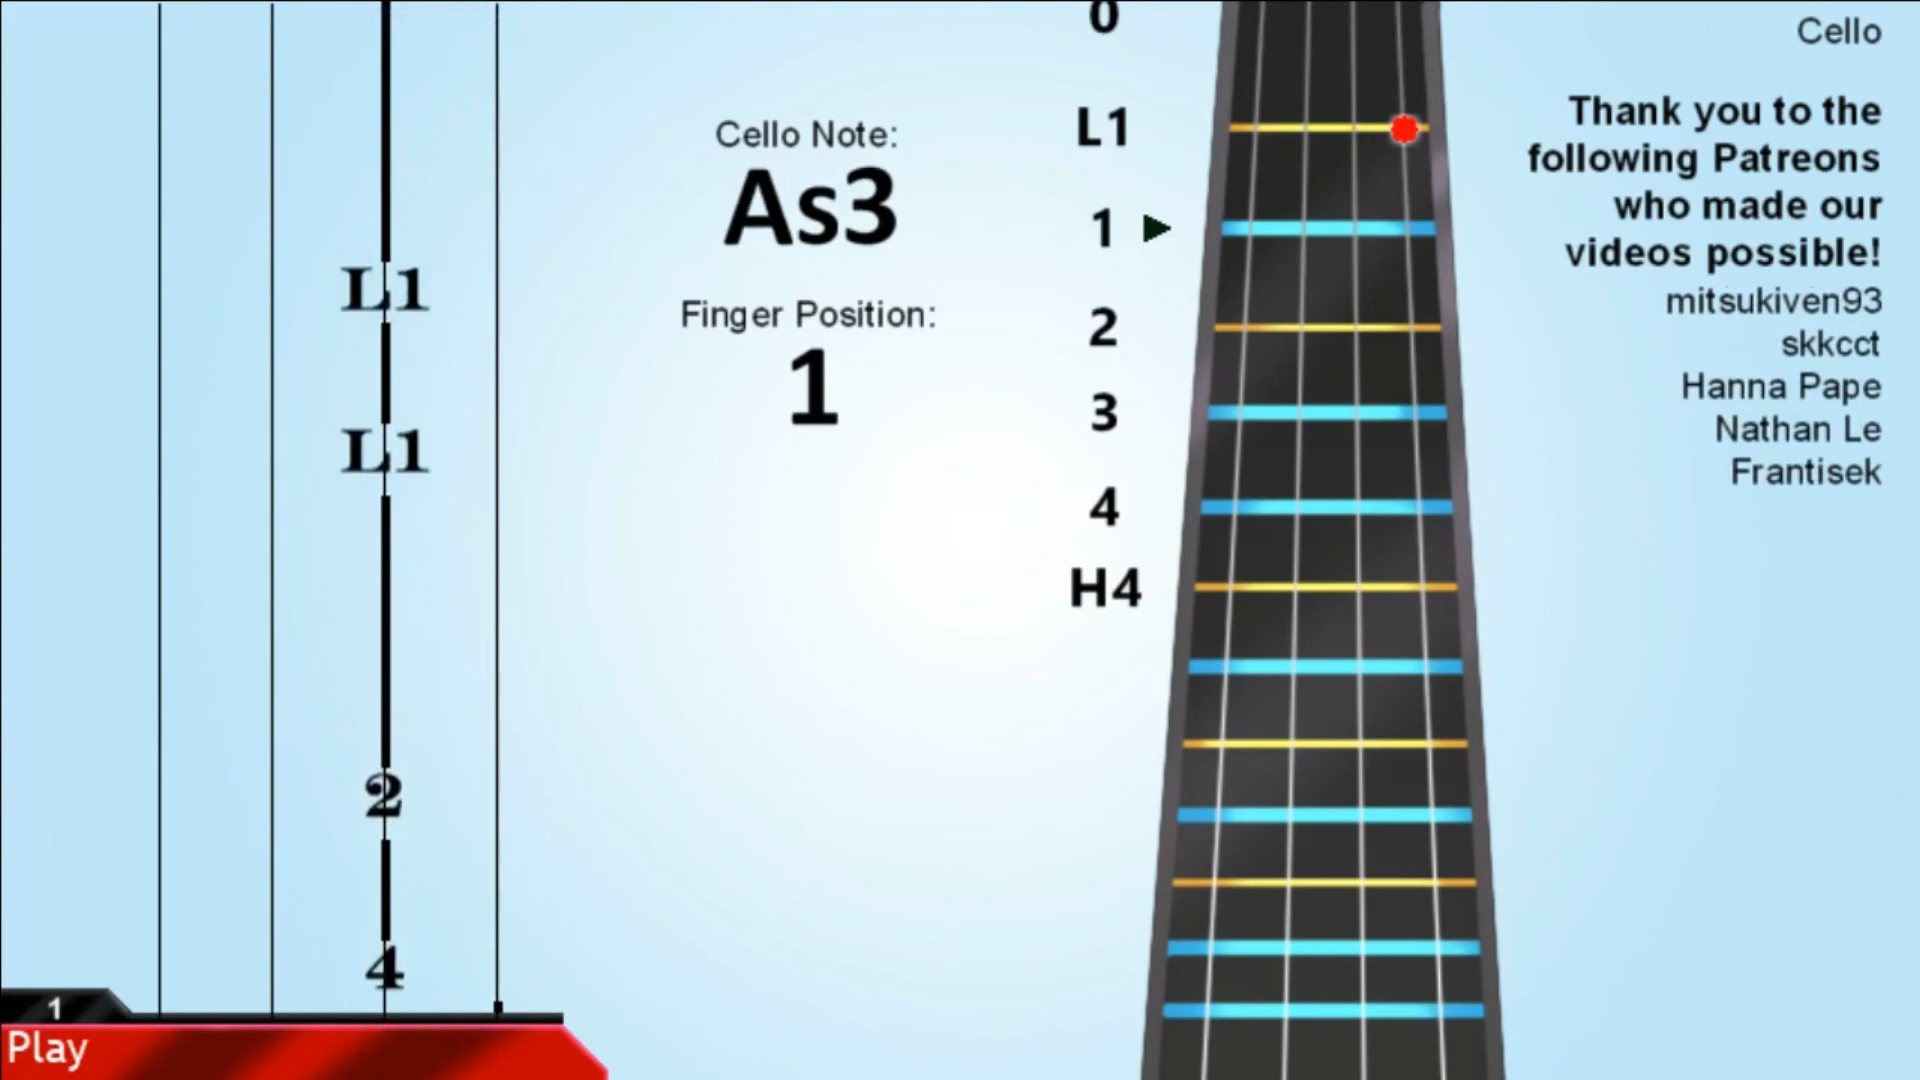 L1
L1
2
4
1
Play
Cello Note:
As3
Finger Position:
1
0
L1
1
2
3
4
H4
Cello
Thank you to the
following Patreons
who made our
videos possible!
mitsukiven93
skkcct
Hanna Pape
Nathan Le
Frantisek